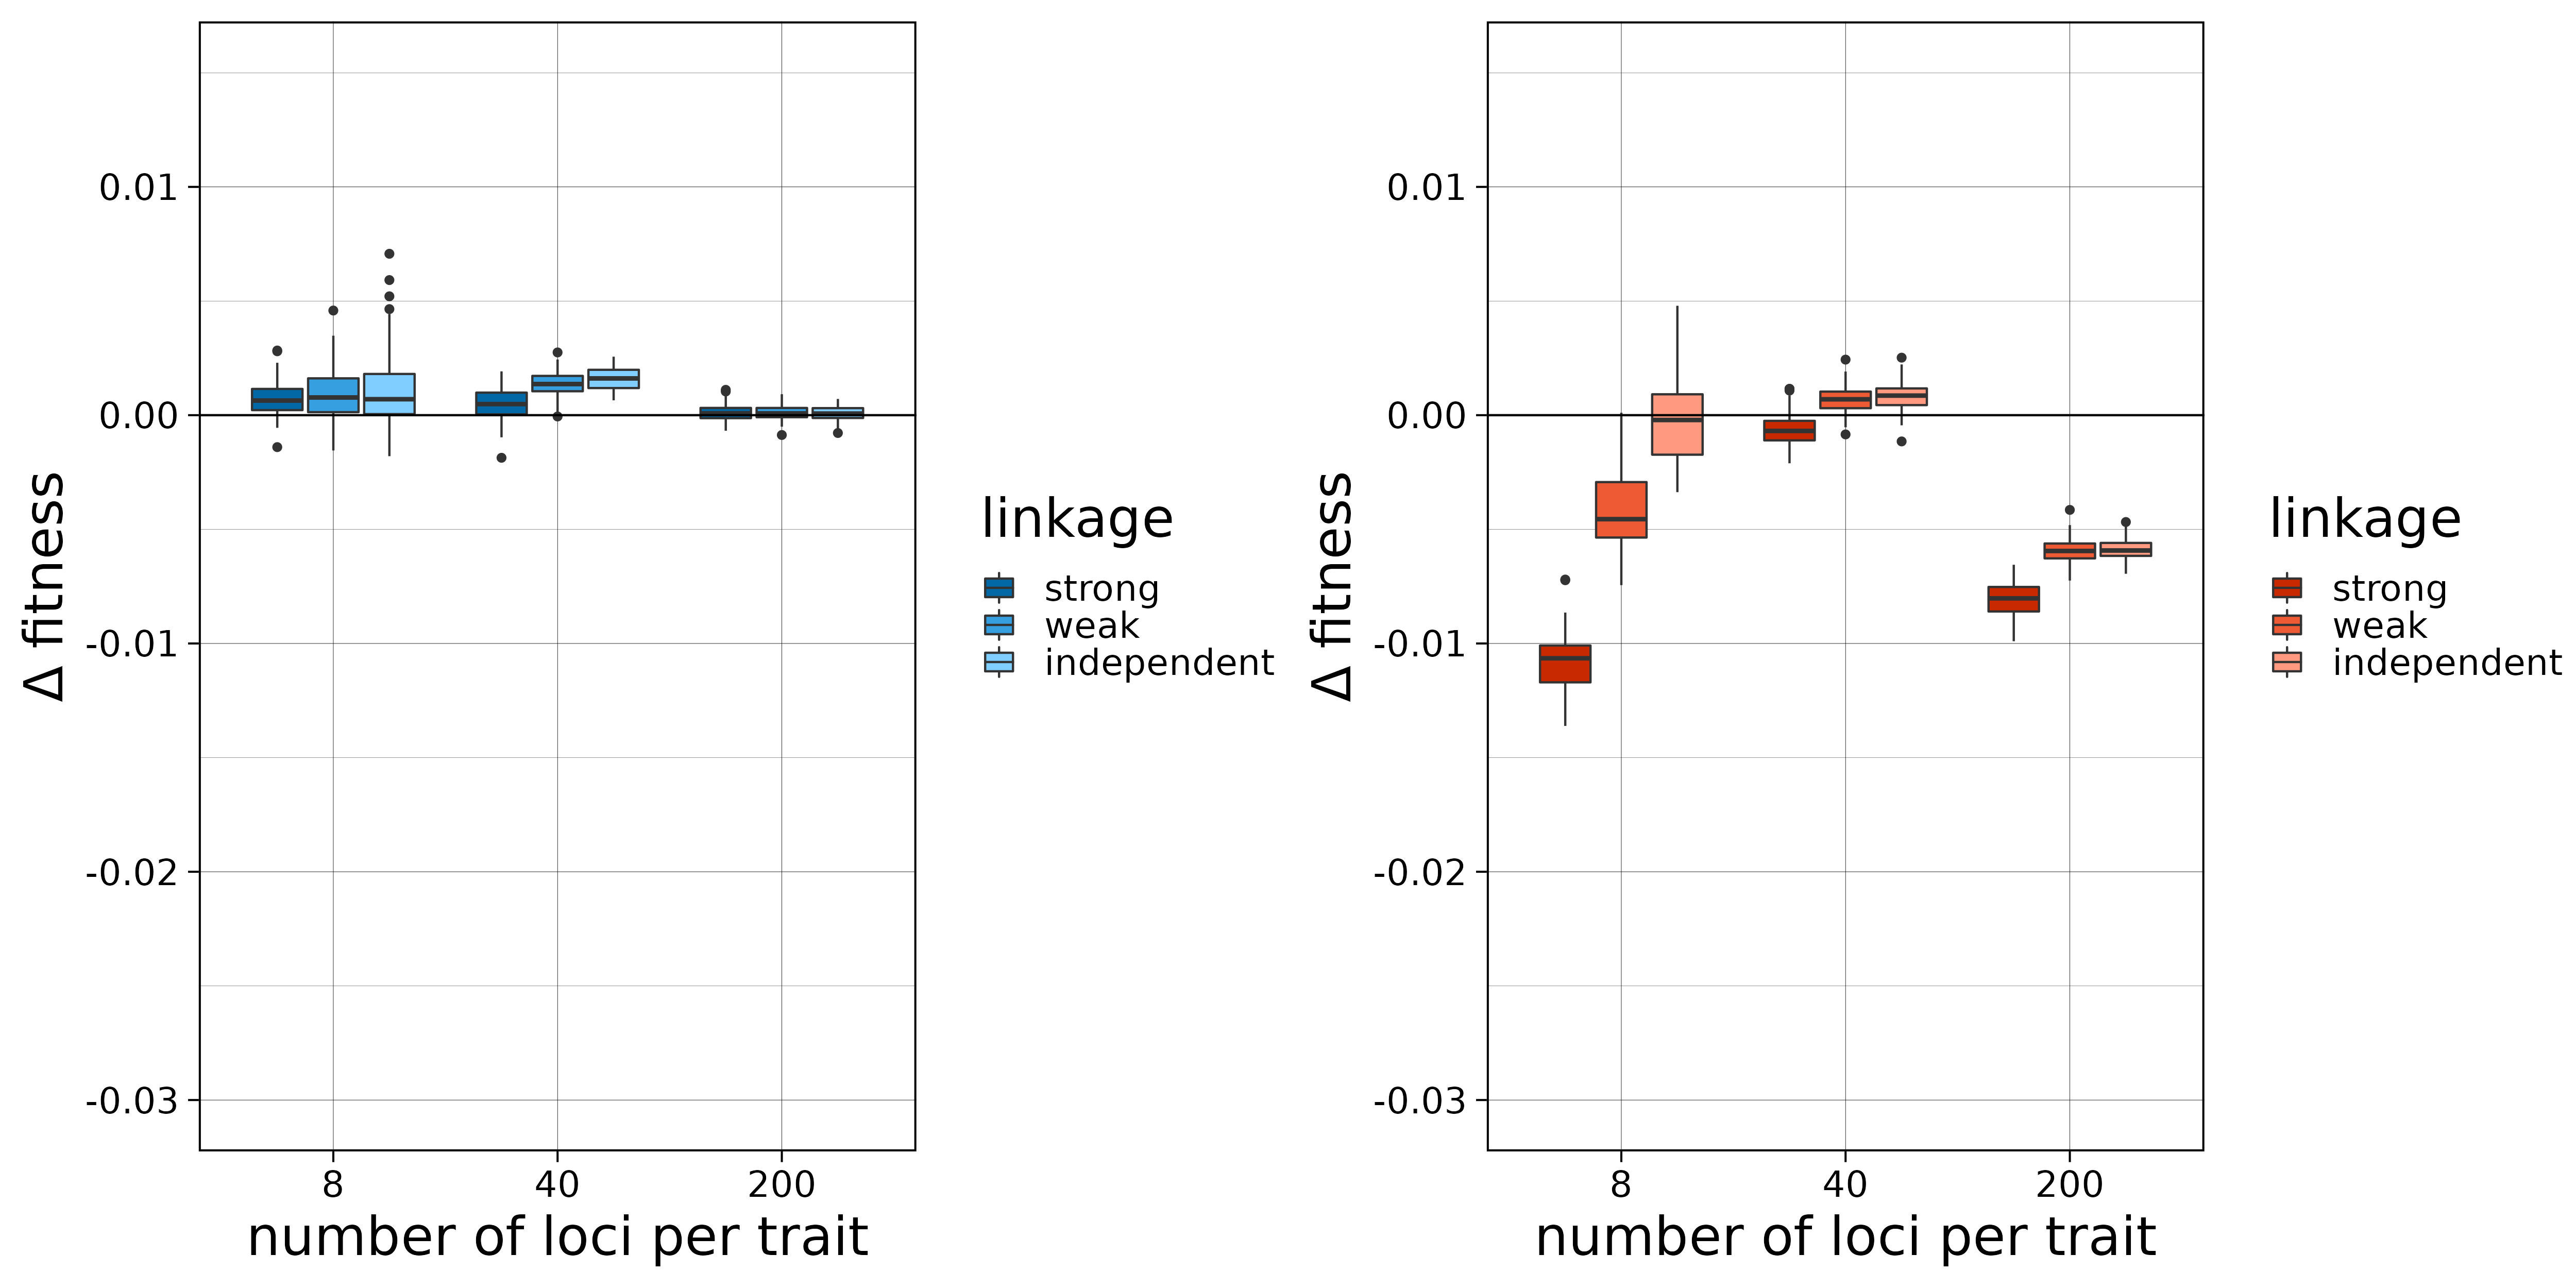 Δ fitness
0.01
0.00
-0.01
-0.02
-0.03
8 40 200
number of loci per trait
linkage
strong
weak
independent
Δ fitness
0.01
0.00
-0.01
-0.02
-0.03
8 40 200
number of loci per trait
linkage
strong
weak
independent